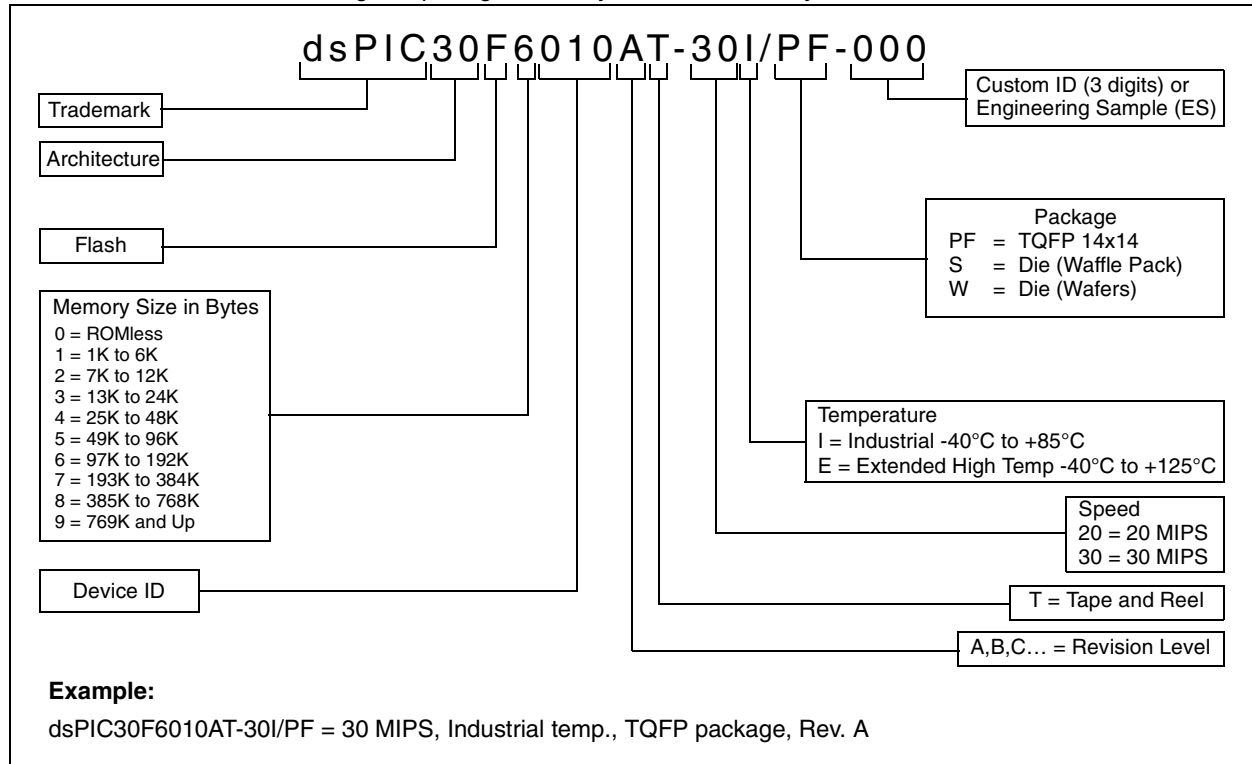 dsPIC30F6010AT-30I/PF-000
Trademark
Architecture
Flash
Memory Size in Bytes
0 = ROMless
1 = 1K to 6K
2 = 7K to 12K
3 = 13K to 24K
4 = 25K to 48K
5 = 49K to 96K
6 = 97K to 192K
7 = 193K to 384K
8 = 385K to 768K
9 = 769K and Up
Device ID
Custom ID (3 digits) or
Engineering Sample (ES)
Package
PF = TQFP 14x14
S = Die (Waffle Pack)
W = Die (Wafers)
Temperature
I = Industrial -40°C to +85°C
E = Extended High Temp -40°C to +125°C
Speed
20 = 20 MIPS
30 = 30 MIPS
T = Tape and Reel
A,B,C… = Revision Level
Example:
dsPIC30F6010AT-30I/PF = 30 MIPS, Industrial temp., TQFP package, Rev. A